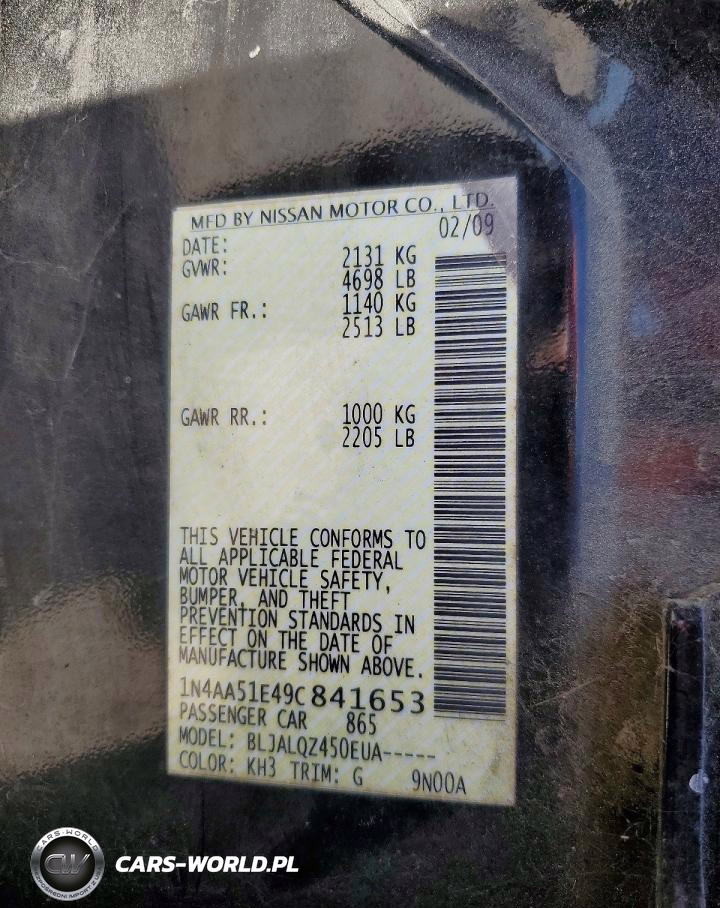 MFD BY NISSAN MOTOR CO., LTD.
DATE: 02/09
GVWR: 2131 KG
4698 LB
GAWR FR.: 1140 KG
2513 LB
GAWR RR.: 1000 KG
2205 LB
THIS VEHICLE CONFORMS TO
ALL APPLICABLE FEDERAL
MOTOR VEHICLE SAFETY,
BUMPER, AND THEFT
PREVENTION STANDARDS IN
EFFECT ON THE DATE OF
MANUFACTURE SHOWN ABOVE.
1N4AA51E49C841653
PASSENGER CAR 865
MODEL: BLJALQZ450EUA-----
COLOR: KH3 TRIM: G 9N00A
CARS-WORLD
CW
CARS-WORLD.PL